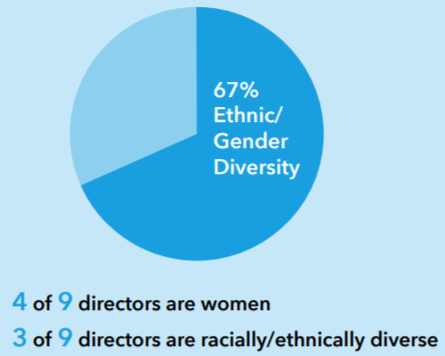 67%
Ethnic/
Gender
Diversity
4 of 9 directors are women
3 of 9 directors are racially/ethnically diverse